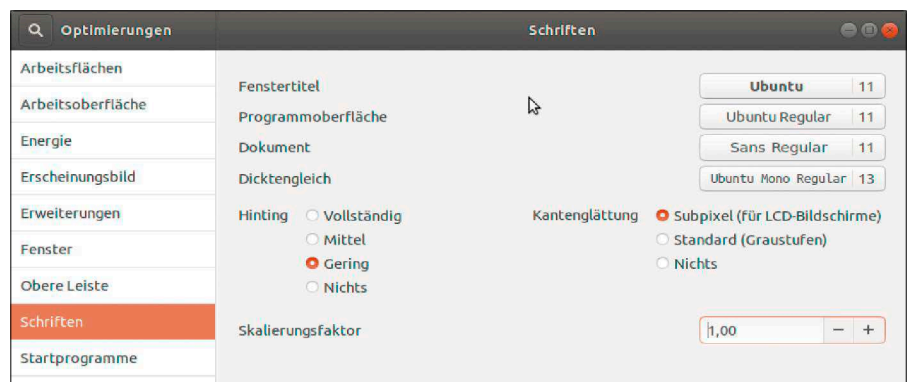 Optimierungen
Schriften
Arbeitsflächen
Arbeitsoberfläche
Energie
Erscheinungsbild
Erweiterungen
Fenster
Obere Leiste
Schriften
Startprogramme
Fenstertitel Ubuntu 11
Programmoberfläche Ubuntu Regular 11
Dokument Sans Regular 11
Dicktengleich Ubuntu Mono Regular 13
Hinting Vollständig
Mittel
Gering
Nichts
Kantenglättung Subpixel (für LCD-Bildschirme)
Standard (Graustufen)
Nichts
Skalierungsfaktor 1,00 − +